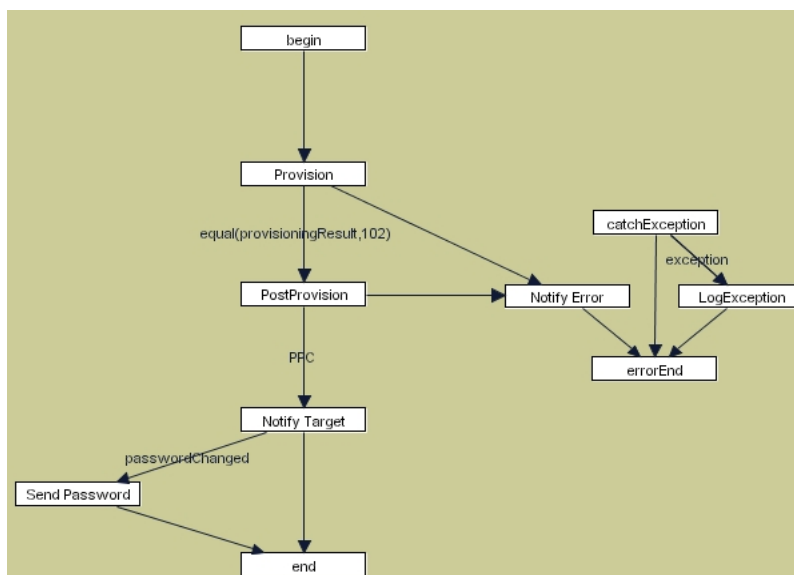 begin
Provision
catchException
equal(provisioningResult,102)
exception
PostProvision
Notify Error
LogException
PPC
errorEnd
Notify Target
passwordChanged
Send Password
end